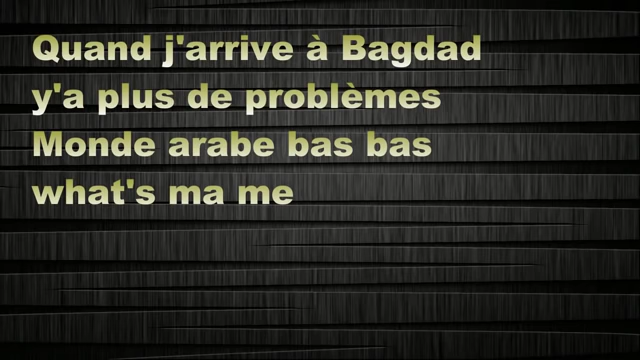 Quand j'arrive à Bagdad
y'a plus de problèmes
Monde arabe bas bas
what's ma me